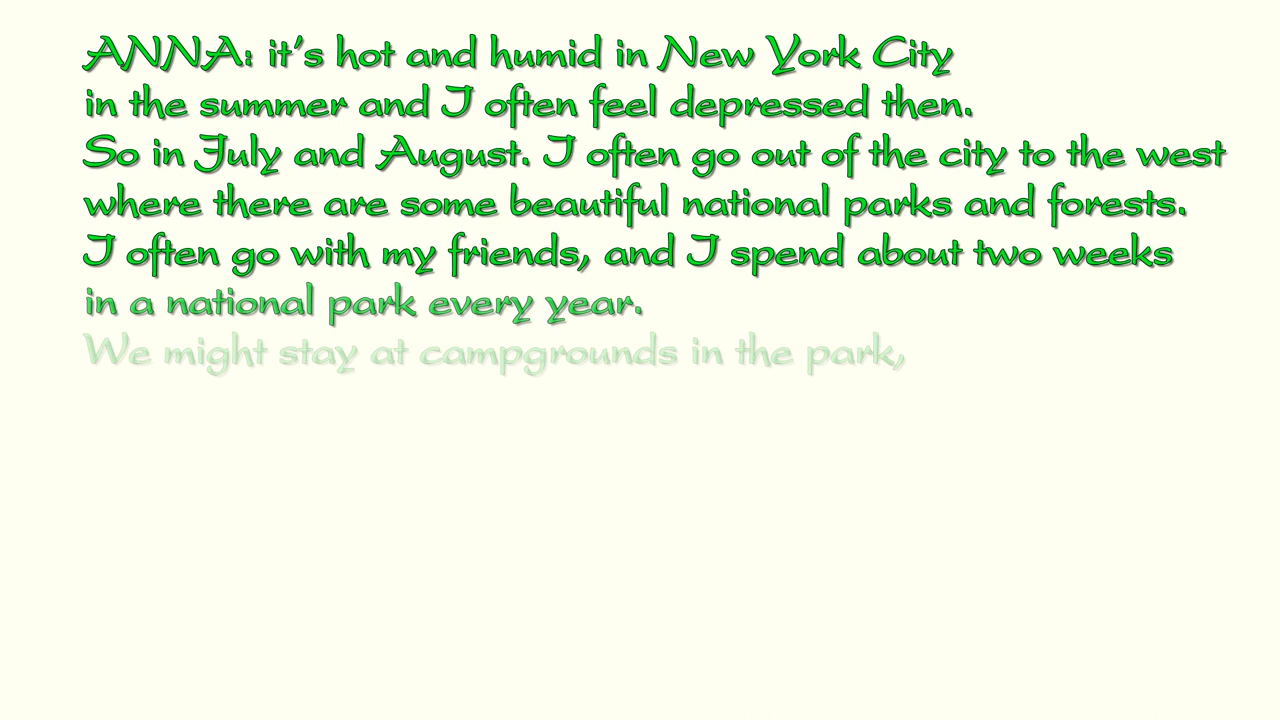 ANNA: it's hot and humid in New York City
in the summer and I often feel depressed then.
So in July and August. I often go out of the city to the west
where there are some beautiful national parks and forests.
I often go with my friends, and I spend about two weeks
in a national park every year.
We might stay at campgrounds in the park,